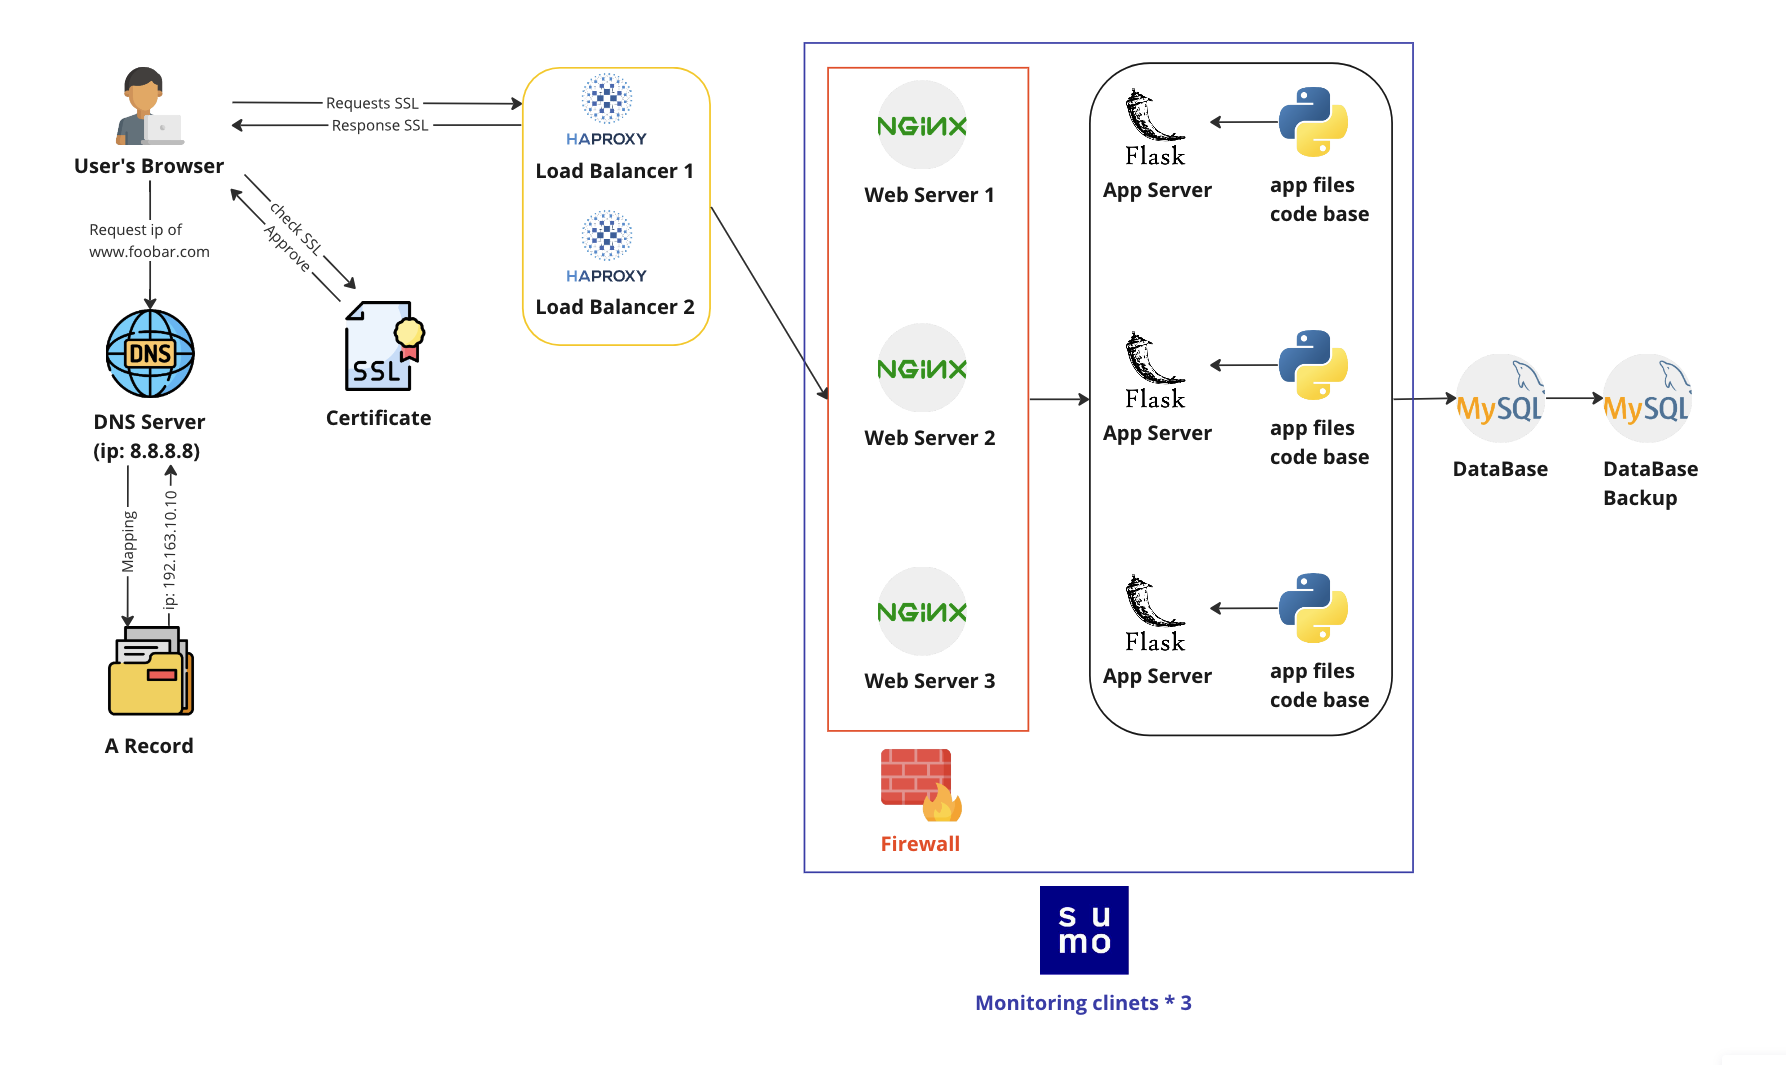 Requests SSL
Response SSL
User's Browser
check SSL
Approve
Request ip of
www.foobar.com
DNS
DNS Server
(ip: 8.8.8.8)
SSL
Certificate
Mapping
ip: 192.163.10.10
A Record
HAPROXY
Load Balancer 1
HAPROXY
Load Balancer 2
NGINX
Web Server 1
NGINX
Web Server 2
NGINX
Web Server 3
Firewall
Flask
App Server
app files
code base
Flask
App Server
app files
code base
Flask
App Server
app files
code base
MySQL
DataBase
MySQL
DataBase
Backup
su
mo
Monitoring clinets * 3